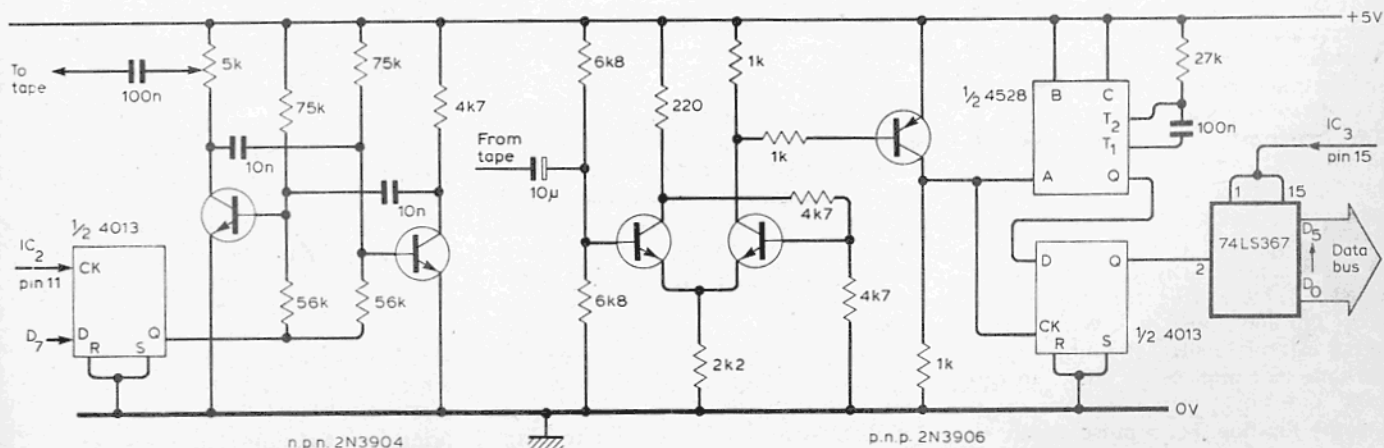 +5V
To
tape
100n
5k
75k
75k
4k7
10n
10n
56k
56k
½ 4013
IC2
pin 11
CK
D7
D
R
S
Q
n.p.n. 2N3904
From
tape
10μ
6k8
6k8
220
1k
1k
4k7
4k7
2k2
p.n.p. 2N3906
1k
½ 4528
B
C
T2
T1
A
Q
27k
100n
D
Q
CK
R
S
½ 4013
IC3
pin 15
1
15
2
74LS367
D5
D0
Data
bus
0V